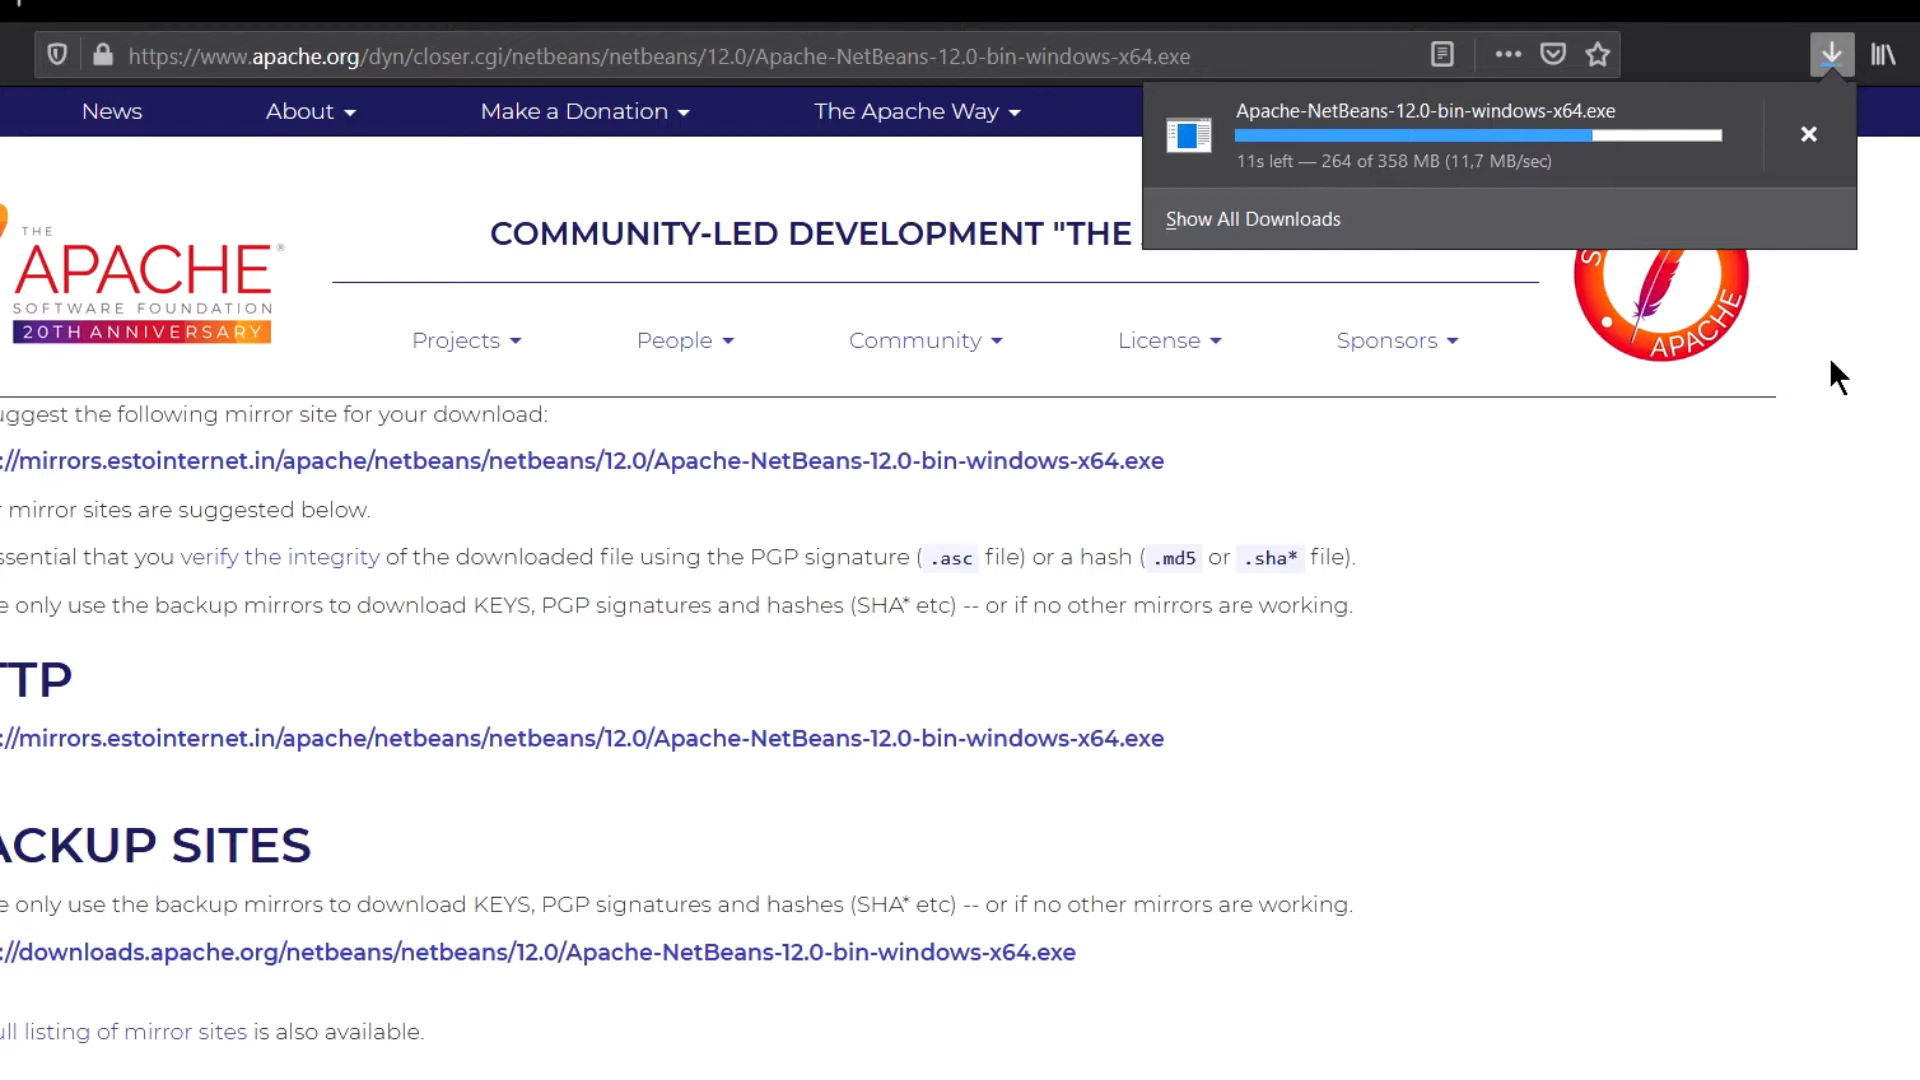 https://www.apache.org/dyn/closer.cgi/netbeans/netbeans/12.0/Apache-NetBeans-12.0-bin-windows-x64.exe
News About Make a Donation The Apache Way
Apache-NetBeans-12.0-bin-windows-x64.exe
11s left — 264 of 358 MB (11,7 MB/sec)
Show All Downloads
THE
APACHE®
SOFTWARE FOUNDATION
20TH ANNIVERSARY
COMMUNITY-LED DEVELOPMENT "THE
APACHE
Projects People Community License Sponsors
uggest the following mirror site for your download:
://mirrors.estointernet.in/apache/netbeans/netbeans/12.0/Apache-NetBeans-12.0-bin-windows-x64.exe
r mirror sites are suggested below.
ssential that you verify the integrity of the downloaded file using the PGP signature ( .asc file) or a hash ( .md5 or .sha* file).
e only use the backup mirrors to download KEYS, PGP signatures and hashes (SHA* etc) -- or if no other mirrors are working.
TTP
://mirrors.estointernet.in/apache/netbeans/netbeans/12.0/Apache-NetBeans-12.0-bin-windows-x64.exe
ACKUP SITES
e only use the backup mirrors to download KEYS, PGP signatures and hashes (SHA* etc) -- or if no other mirrors are working.
://downloads.apache.org/netbeans/netbeans/12.0/Apache-NetBeans-12.0-bin-windows-x64.exe
ull listing of mirror sites is also available.